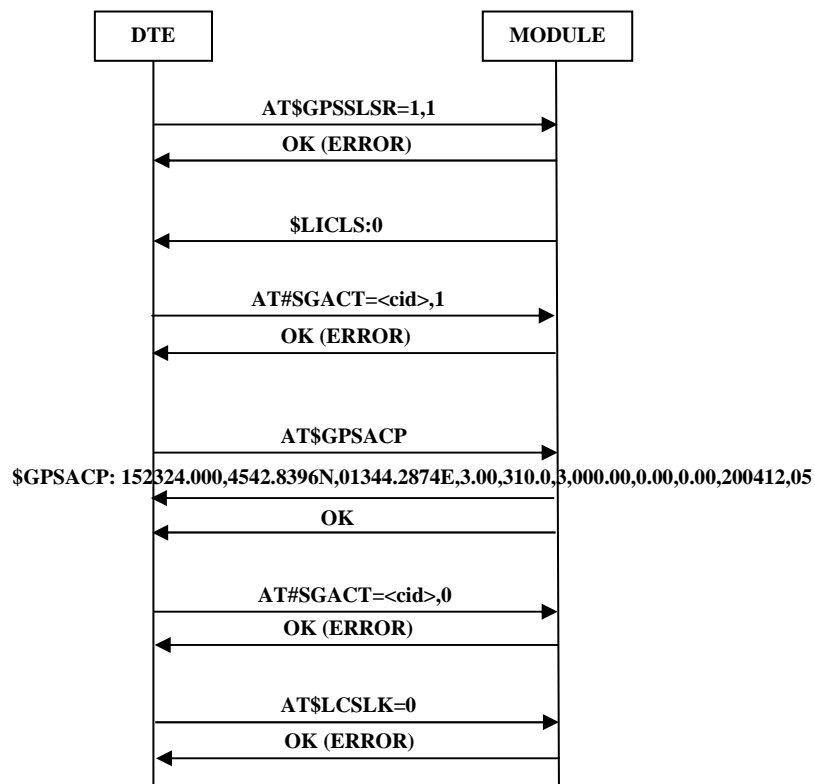 DTE
MODULE
AT$GPSSLSR=1,1
OK (ERROR)
$LICLS:0
AT#SGACT=<cid>,1
OK (ERROR)
AT$GPSACP
$GPSACP: 152324.000,4542.8396N,01344.2874E,3.00,310.0,3,000.00,0.00,0.00,200412,05
OK
AT#SGACT=<cid>,0
OK (ERROR)
AT$LCSLK=0
OK (ERROR)